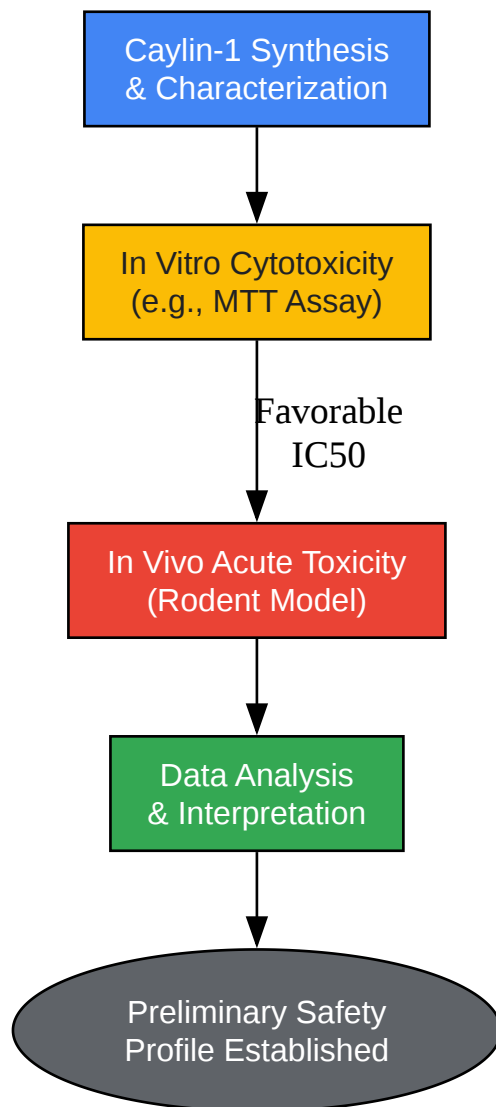 Caylin-1 Synthesis
& Characterization
In Vitro Cytotoxicity
(e.g., MTT Assay)
Favorable
IC50
In Vivo Acute Toxicity
(Rodent Model)
Data Analysis
& Interpretation
Preliminary Safety
Profile Established